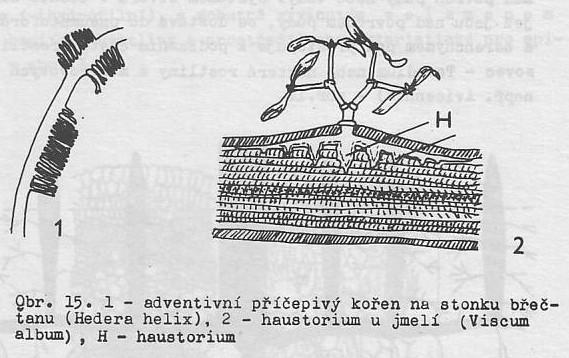 H
1
2
Obr. 15. 1 - adventivní příčepivý kořen na stonku břeč-
ťanu (Hedera helix), 2 - haustorium u jmelí (Viscum
album) , H - haustorium